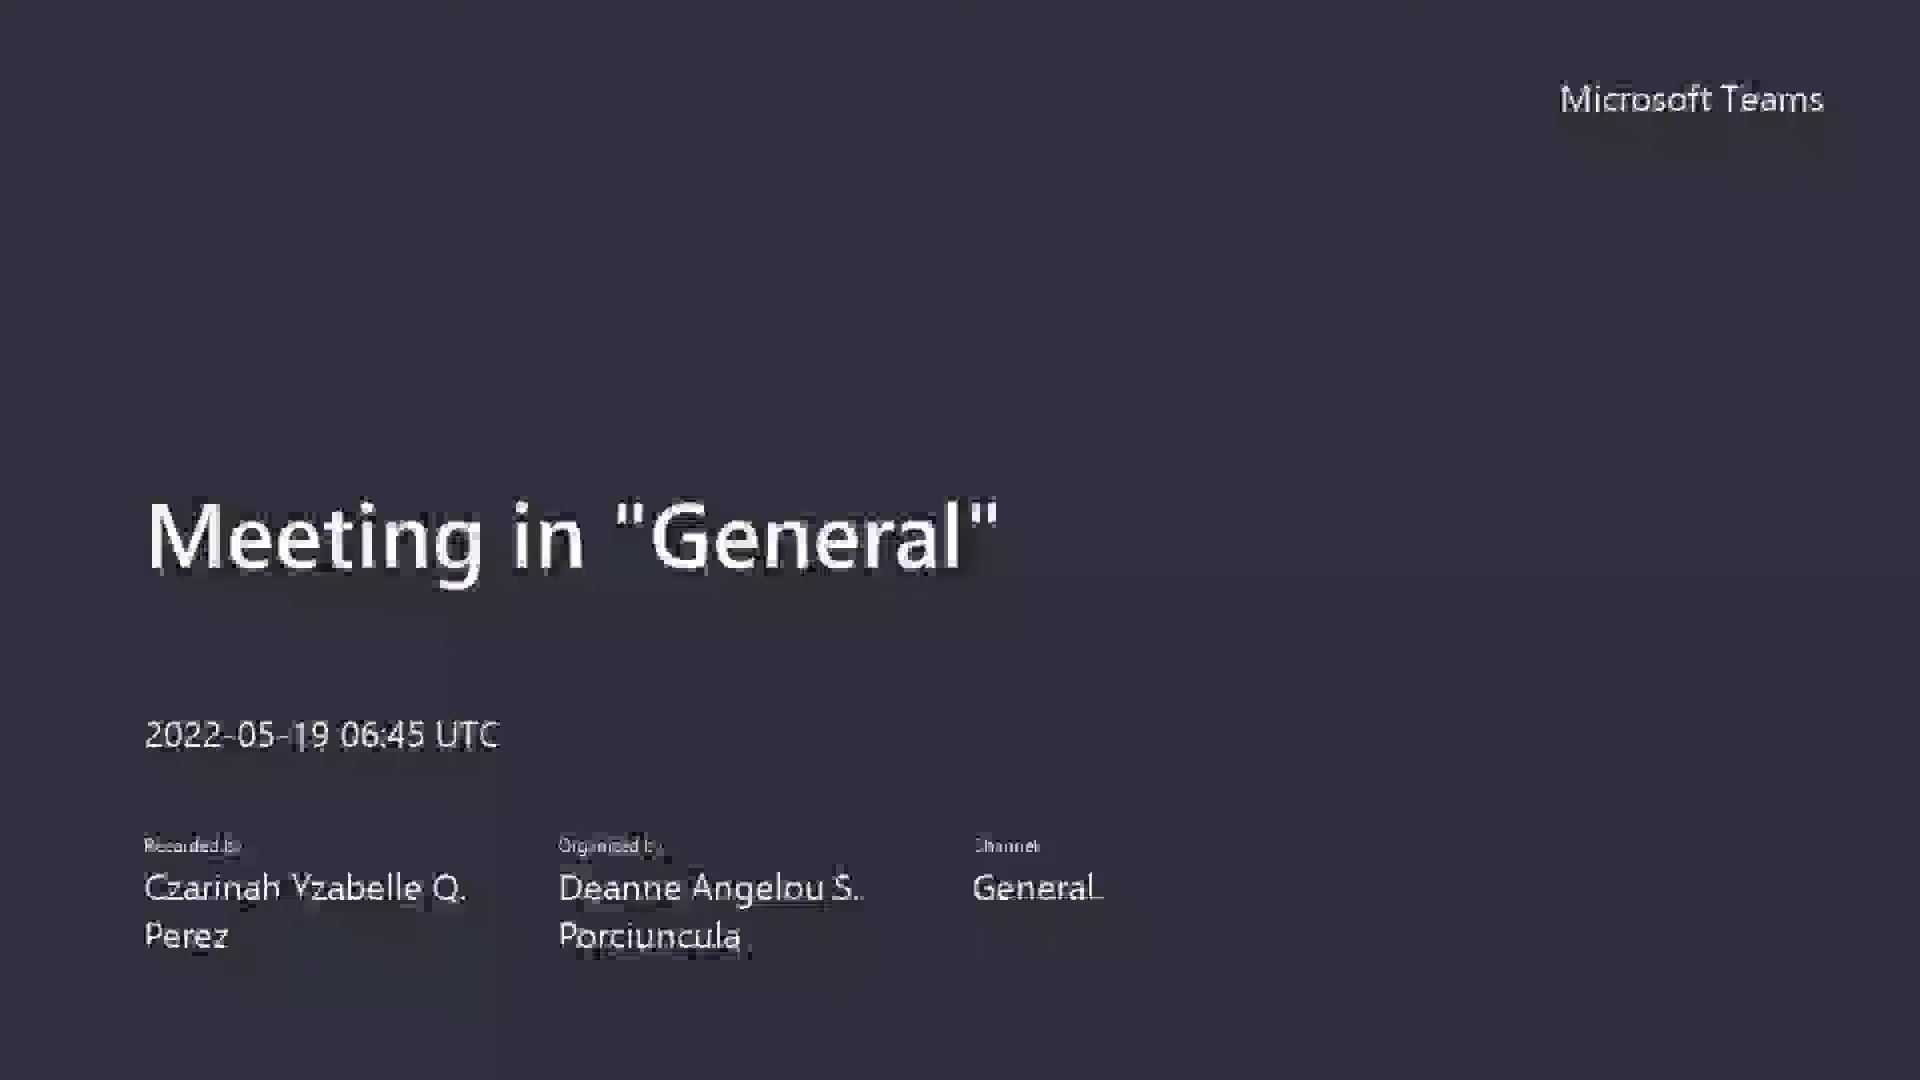 Microsoft Teams
Meeting in "General"
2022-05-19 06:45 UTC
Recorded by
Organized by
Channel
Czarinah Yzabelle Q.
Perez
Deanne Angelou S.
Porciuncula
General